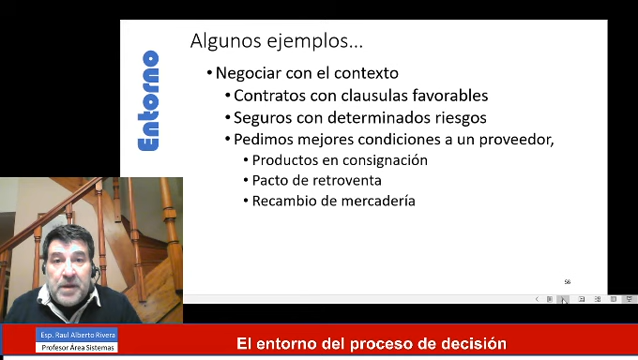 Algunos ejemplos...
Entorno
• Negociar con el contexto
• Contratos con clausulas favorables
• Seguros con determinados riesgos
• Pedimos mejores condiciones a un proveedor,
• Productos en consignación
• Pacto de retroventa
• Recambio de mercadería
56
Esp. Raul Alberto Rivera
Profesor Área Sistemas
El entorno del proceso de decisión